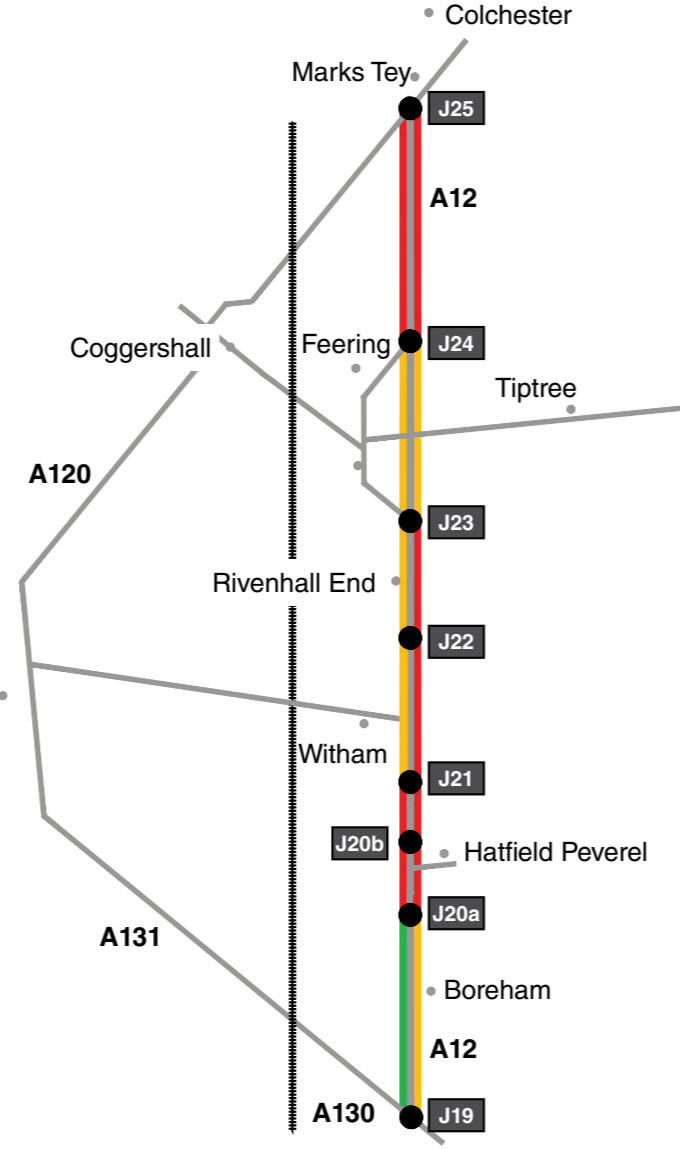 Colchester
Marks Tey
J25
A12
Coggershall
Feering
J24
Tiptree
A120
J23
Rivenhall End
J22
Witham
J21
J20b
Hatfield Peverel
J20a
A131
Boreham
A12
A130
J19